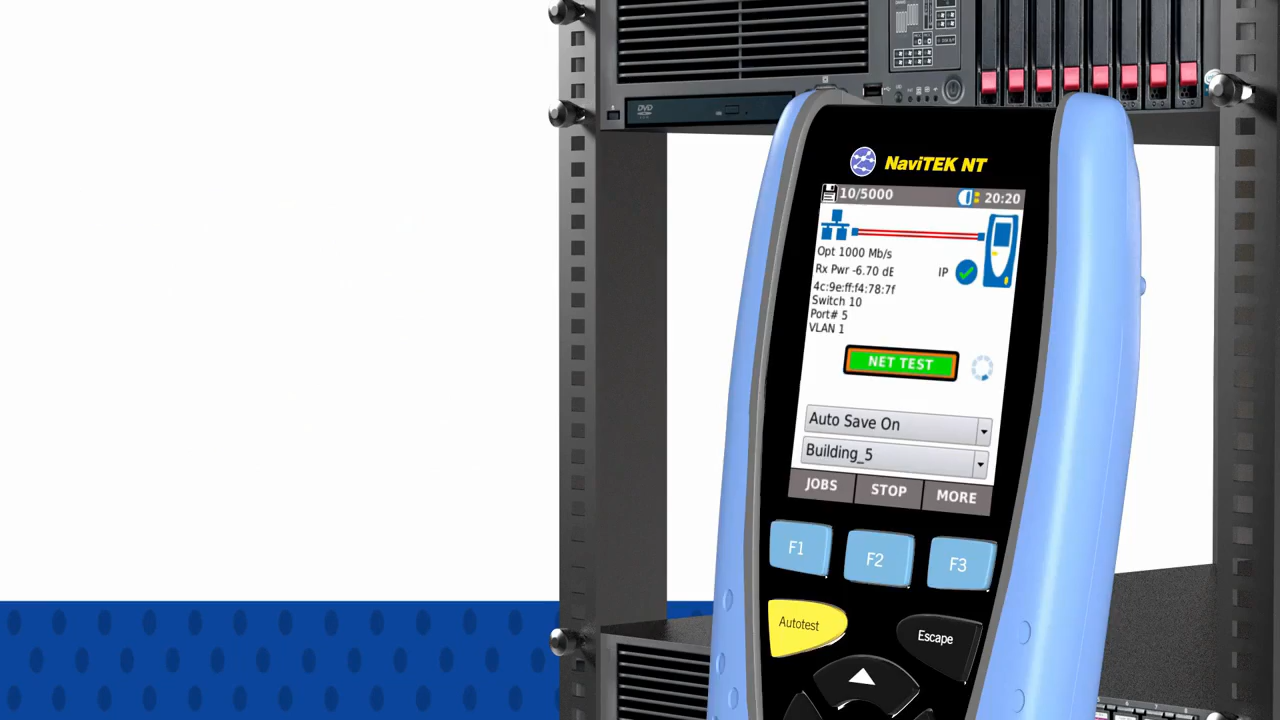 DVD
NaviTEK NT
10/5000
20:20
Opt 1000 Mb/s
Rx Pwr -6.70 dE
IP
4c:9e:ff:f4:78:7f
Switch 10
Port# 5
VLAN 1
NET TEST
Auto Save On
Building_5
JOBS STOP MORE
F1 F2 F3
Autotest
Escape